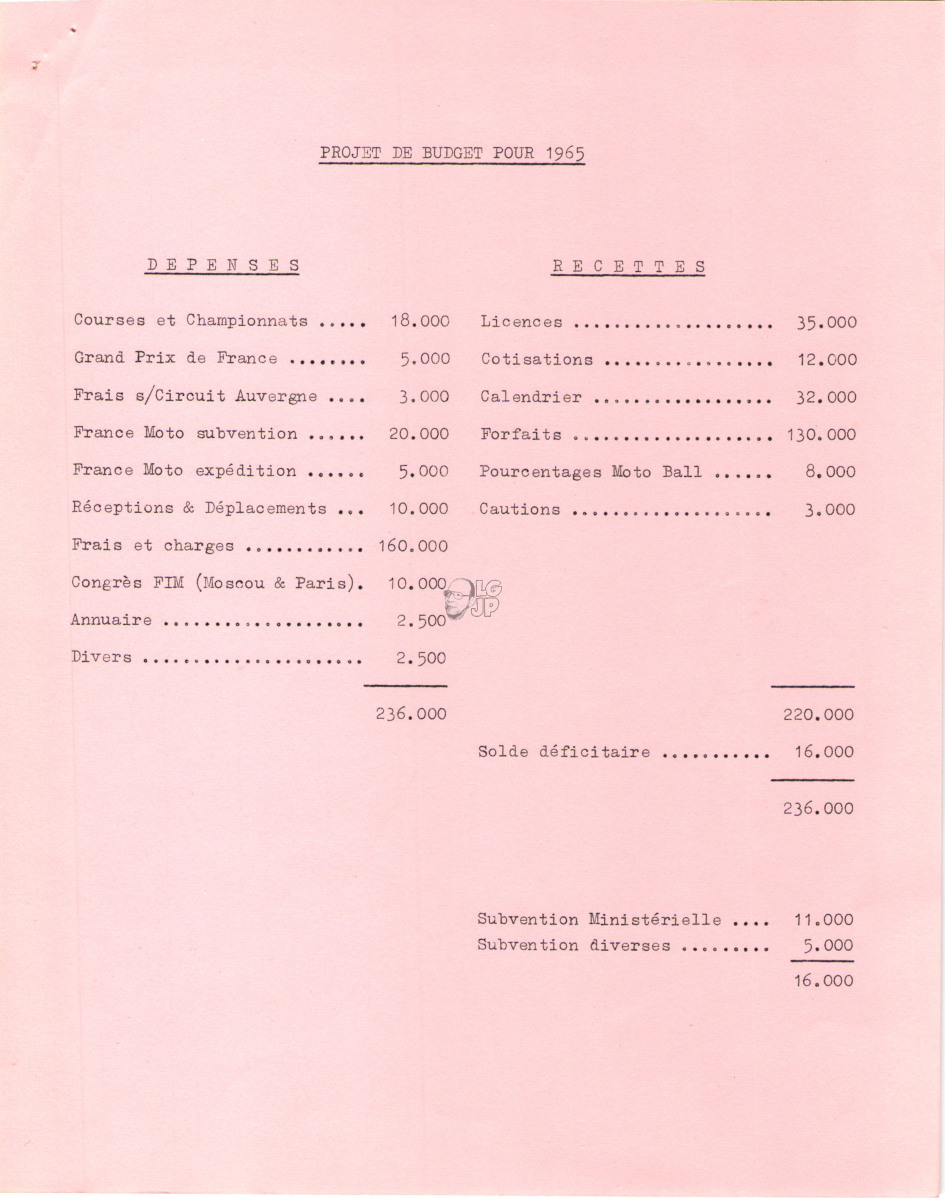 PROJET DE BUDGET POUR 1965
D E P E N S E S
Courses et Championnats ..... 18.000
Grand Prix de France ........ 5.000
Frais s/Circuit Auvergne .... 3.000
France Moto subvention ...... 20.000
France Moto expédition ...... 5.000
Réceptions & Déplacements ... 10.000
Frais et charges ............ 160.000
Congrès FIM (Moscou & Paris). 10.000
Annuaire .................... 2.500
Divers ...................... 2.500
236.000
R E C E T T E S
Licences .................... 35.000
Cotisations ................. 12.000
Calendrier .................. 32.000
Forfaits .................... 130.000
Pourcentages Moto Ball ...... 8.000
Cautions .................... 3.000
220.000
Solde déficitaire ........... 16.000
236.000
Subvention Ministérielle .... 11.000
Subvention diverses ......... 5.000
16.000
LG
JP